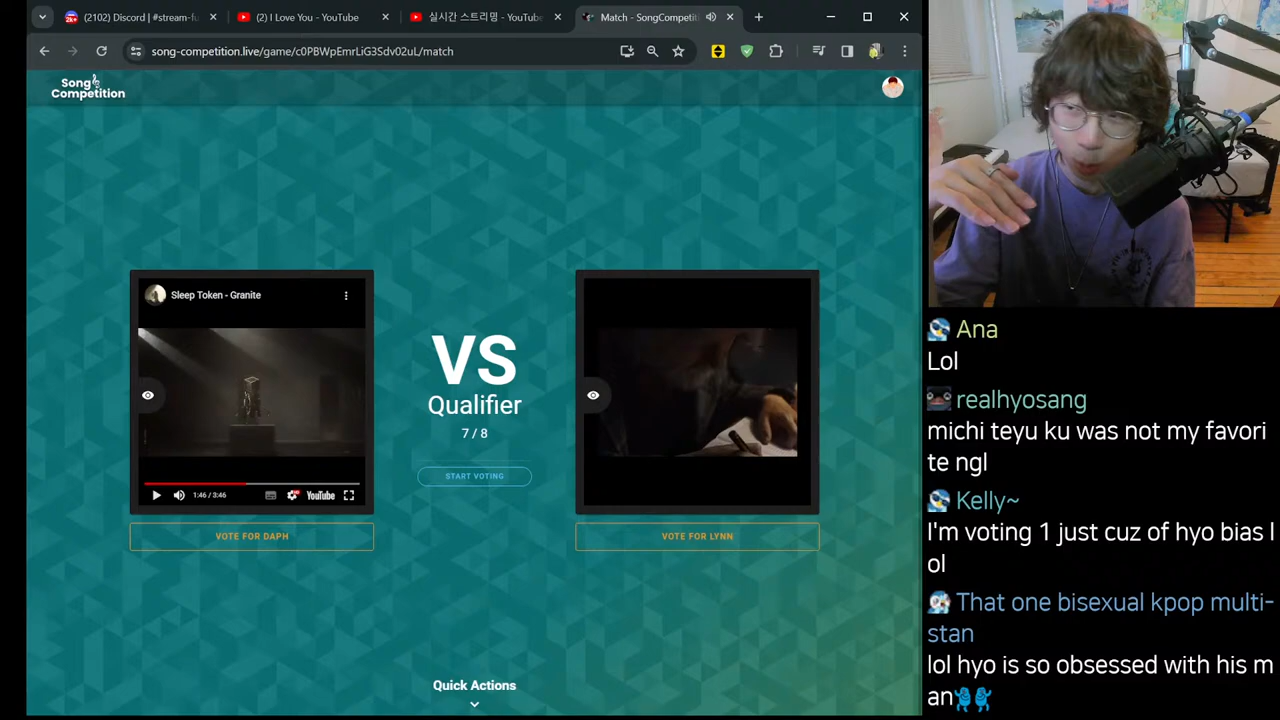 (2102) Discord | #stream-fu
(2) I Love You - YouTube
실시간 스트리밍 - YouTube
Match - SongCompetit
song-competition.live/game/c0PBWpEmrLiG3Sdv02uL/match
Song
Competition
Sleep Token - Granite
1:46 / 3:46
YouTube
VOTE FOR DAPH
VS
Qualifier
7 / 8
START VOTING
VOTE FOR LYNN
Quick Actions
Ana
Lol
realhyosang
michi teyu ku was not my favori
te ngl
Kelly~
I'm voting 1 just cuz of hyo bias l
ol
That one bisexual kpop multi-
stan
lol hyo is so obsessed with his m
an